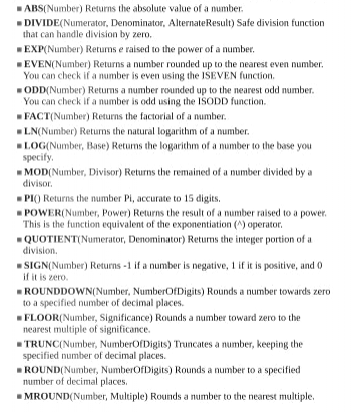 ■ ABS(Number) Returns the absolute value of a number.
■ DIVIDE(Numerator, Denominator, AlternateResult) Safe division function
that can handle division by zero.
■ EXP(Number) Returns e raised to the power of a number.
■ EVEN(Number) Returns a number rounded up to the nearest even number.
You can check if a number is even using the ISEVEN function.
■ ODD(Number) Returns a number rounded up to the nearest odd number.
You can check if a number is odd using the ISODD function.
■ FACT(Number) Returns the factorial of a number.
■ LN(Number) Returns the natural logarithm of a number.
■ LOG(Number, Base) Returns the logarithm of a number to the base you
specify.
■ MOD(Number, Divisor) Returns the remained of a number divided by a
divisor.
■ PI() Returns the number Pi, accurate to 15 digits.
■ POWER(Number, Power) Returns the result of a number raised to a power.
This is the function equivalent of the exponentiation (^) operator.
■ QUOTIENT(Numerator, Denominator) Returns the integer portion of a
division.
■ SIGN(Number) Returns -1 if a number is negative, 1 if it is positive, and 0
if it is zero.
■ ROUNDDOWN(Number, NumberOfDigits) Rounds a number towards zero
to a specified number of decimal places.
■ FLOOR(Number, Significance) Rounds a number toward zero to the
nearest multiple of significance.
■ TRUNC(Number, NumberOfDigits) Truncates a number, keeping the
specified number of decimal places.
■ ROUND(Number, NumberOfDigits) Rounds a number to a specified
number of decimal places.
■ MROUND(Number, Multiple) Rounds a number to the nearest multiple.